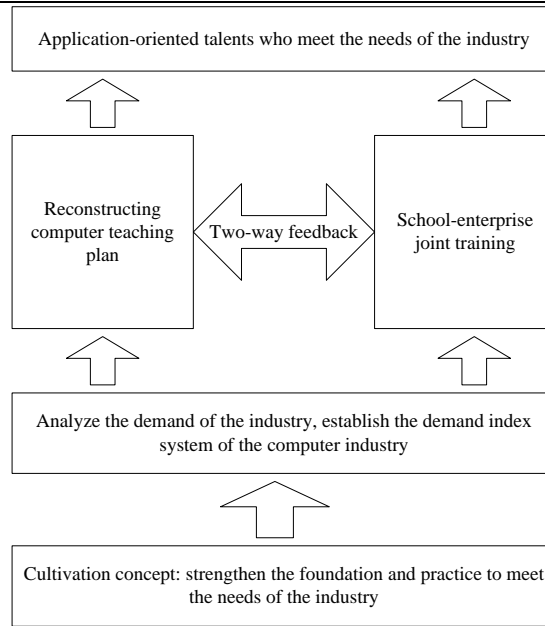 Application-oriented talents who meet the needs of the industry
Reconstructing
computer teaching
plan
Two-way feedback
School-enterprise
joint training
Analyze the demand of the industry, establish the demand index
system of the computer industry
Cultivation concept: strengthen the foundation and practice to meet
the needs of the industry